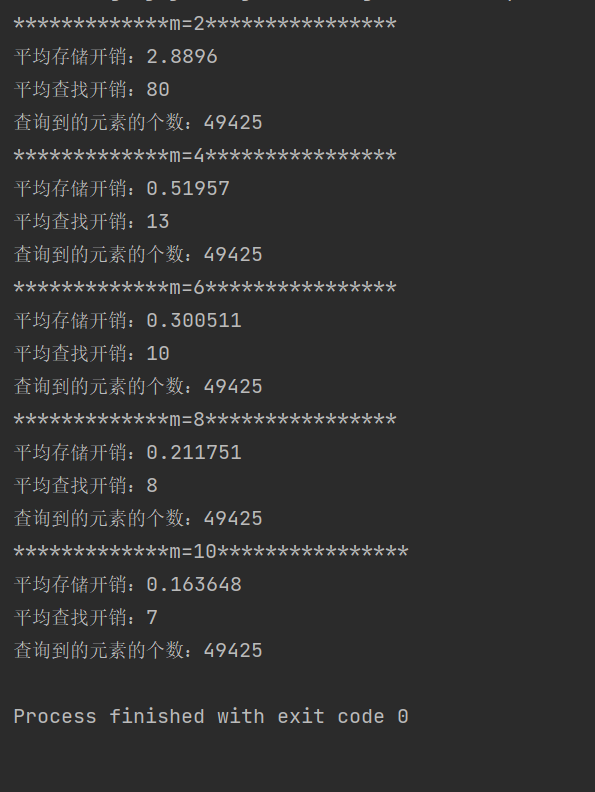 *************m=2****************
平均存储开销：2.8896
平均查找开销：80
查询到的元素的个数：49425
*************m=4****************
平均存储开销：0.51957
平均查找开销：13
查询到的元素的个数：49425
*************m=6****************
平均存储开销：0.300511
平均查找开销：10
查询到的元素的个数：49425
*************m=8****************
平均存储开销：0.211751
平均查找开销：8
查询到的元素的个数：49425
*************m=10****************
平均存储开销：0.163648
平均查找开销：7
查询到的元素的个数：49425
Process finished with exit code 0